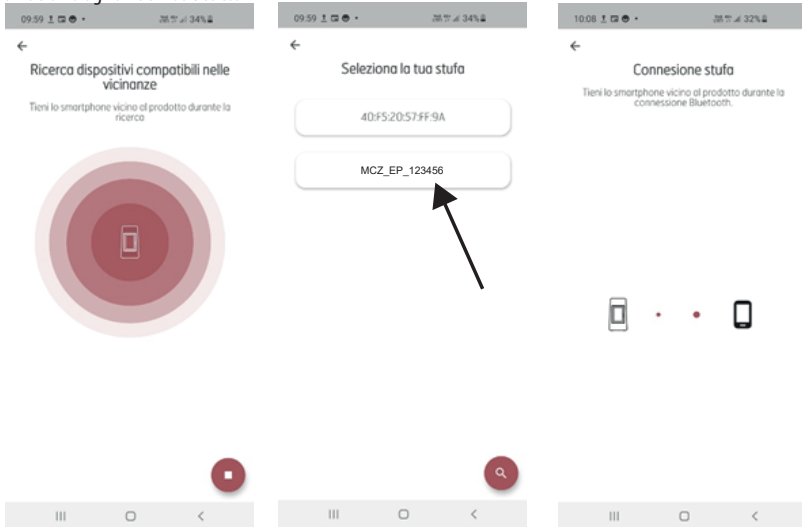 09:59
34%
Ricerca dispositivi compatibili nelle
vicinanze
Tieni lo smartphone vicino al prodotto durante la
ricerca
09:59
34%
Seleziona la tua stufa
40:F5:20:57:FF:9A
MCZ_EP_123456
10:08
32%
Connesione stufa
Tieni lo smartphone vicino al prodotto durante la
connessione Bluetooth.